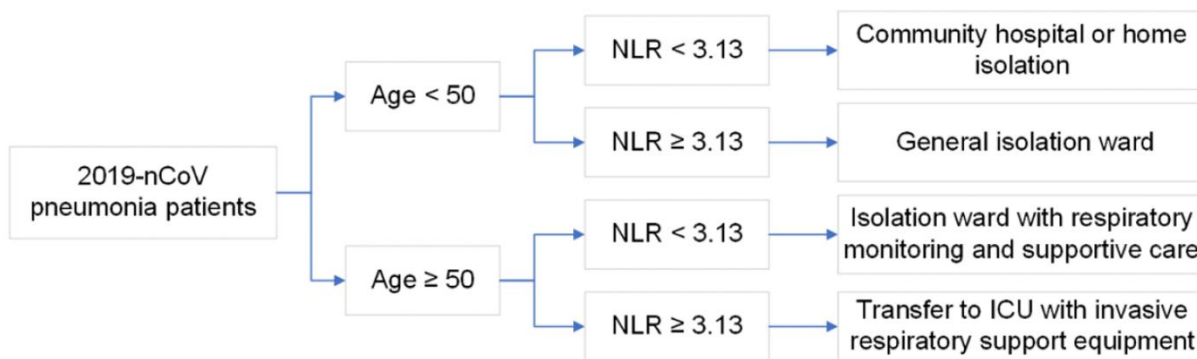 2019-nCoV
pneumonia patients
Age < 50
NLR < 3.13
Community hospital or home
isolation
NLR ≥ 3.13
General isolation ward
Age ≥ 50
NLR < 3.13
Isolation ward with respiratory
monitoring and supportive care
NLR ≥ 3.13
Transfer to ICU with invasive
respiratory support equipment